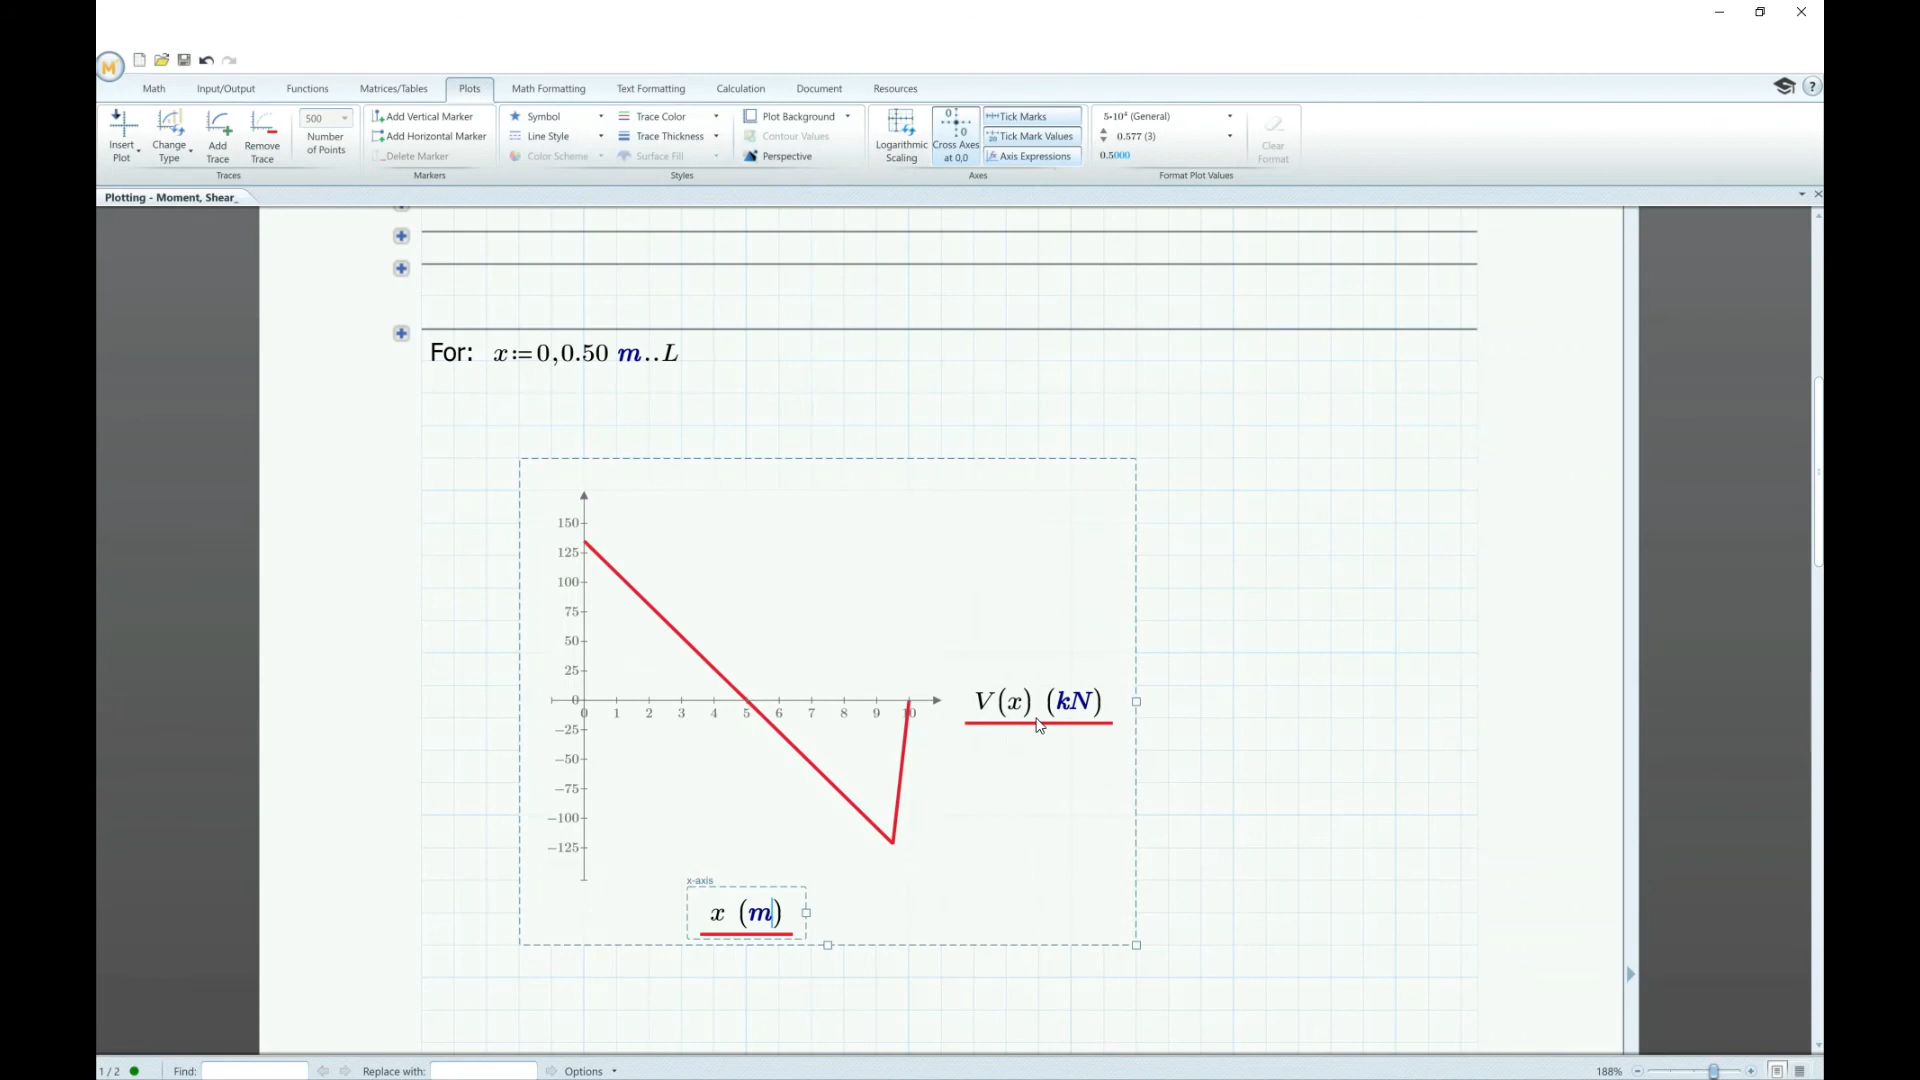 M
Math Input/Output Functions Matrices/Tables Plots Math Formatting Text Formatting Calculation Document Resources
?
Insert Plot
Change Type
Add Trace
Remove Trace
500
Number of Points
Traces
Add Vertical Marker
Add Horizontal Marker
Delete Marker
Markers
Symbol
Line Style
Color Scheme
Trace Color
Trace Thickness
Surface Fill
Plot Background
Contour Values
Perspective
Styles
Logarithmic Scaling
0
0
Cross Axes at 0,0
Tick Marks
Tick Mark Values
Axis Expressions
Axes
5·10⁴ (General)
0.577 (3)
0.5000
Clear Format
Format Plot Values
Plotting - Moment, Shear_
For: x:=0,0.50 m..L
150
125
100
75
50
25
0
0 1 2 3 4 5 6 7 8 9 10
−25
−50
−75
−100
−125
V(x) (kN)
x-axis
x (m)
1 / 2 Find: Replace with: Options 188%